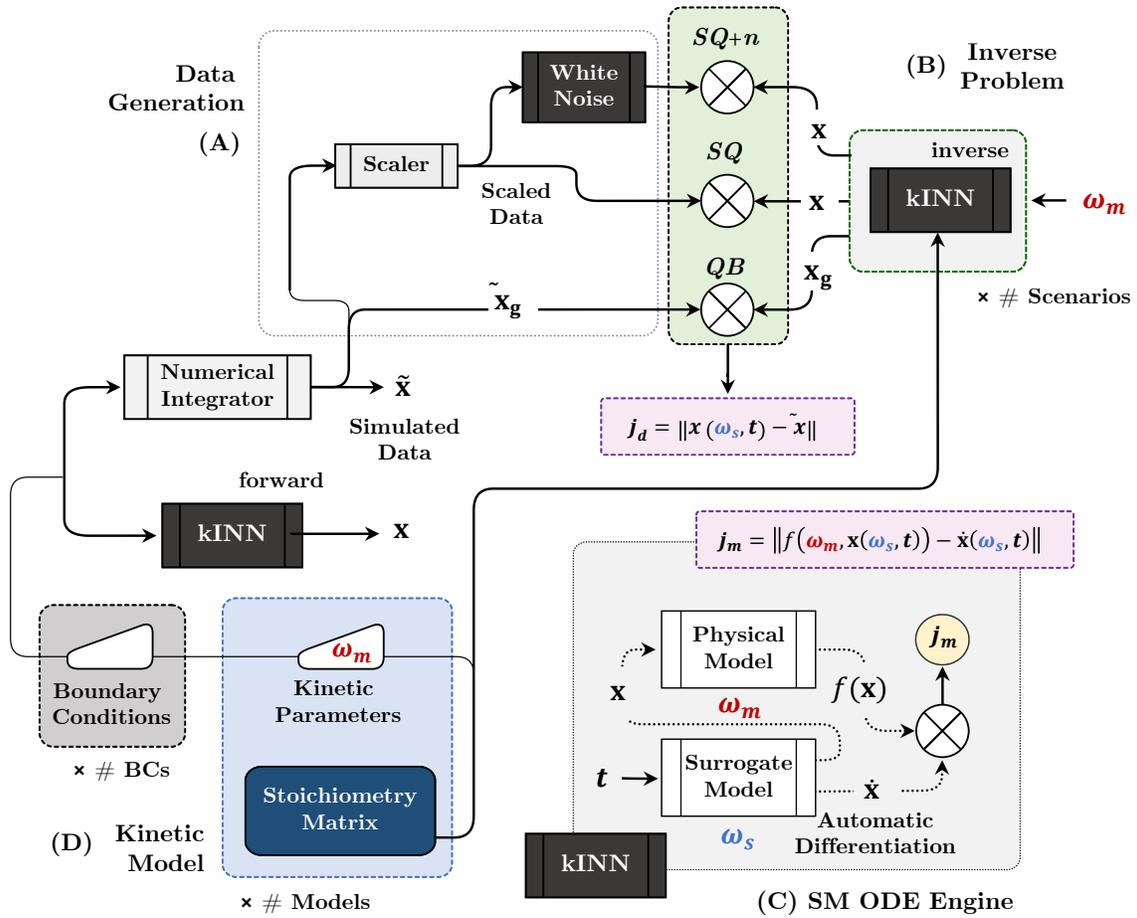 Data
Generation
(A)
White
Noise
SQ+n
(B) Inverse
Problem
x
Scaler
SQ
inverse
Scaled
Data
x
kINN
ω_m
QB
x_g
x̃_g
× # Scenarios
Numerical
Integrator
x̃
Simulated
Data
j_d = ‖x (ω_s, t) − x̃‖
forward
kINN
x
j_m = ‖f(ω_m, x(ω_s, t)) − ẋ(ω_s, t)‖
Physical
Model
j_m
ω_m
x
f(x)
Boundary
Conditions
Kinetic
Parameters
ω_m
× # BCs
t
Surrogate
Model
ẋ
Stoichiometry
Matrix
ω_s
Automatic
Differentiation
(D) Kinetic
Model
kINN
× # Models
(C) SM ODE Engine